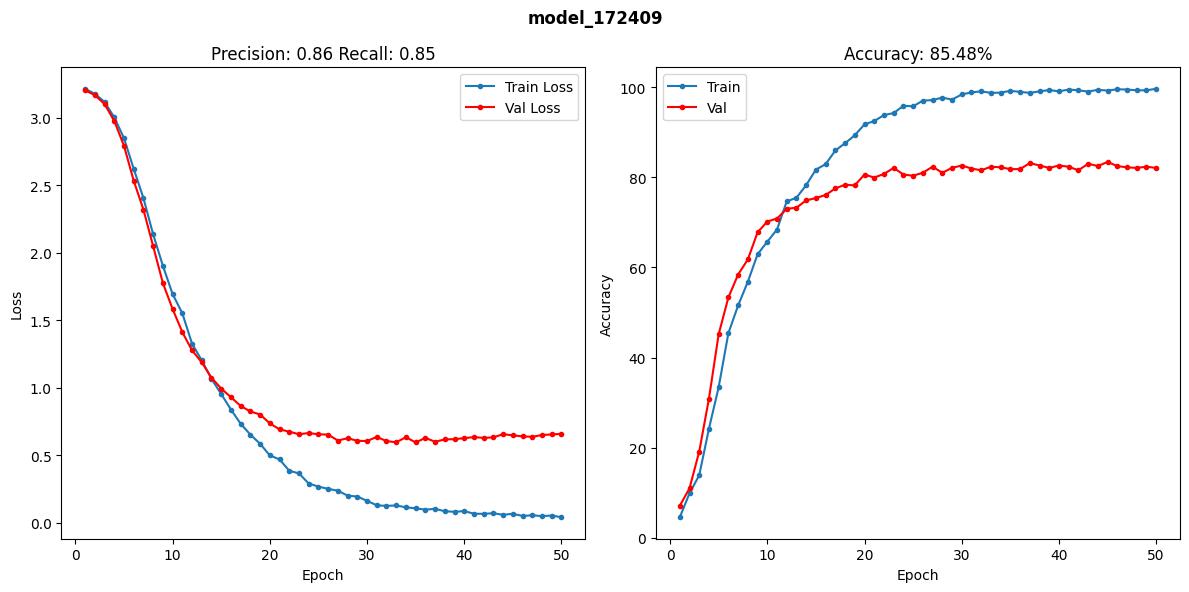 model_172409
Precision: 0.86 Recall: 0.85
Train Loss
Val Loss
3.0
2.5
2.0
1.5
1.0
0.5
0.0
Loss
0 10 20 30 40 50
Epoch
Accuracy: 85.48%
Train
Val
100
80
60
40
20
0
Accuracy
0 10 20 30 40 50
Epoch